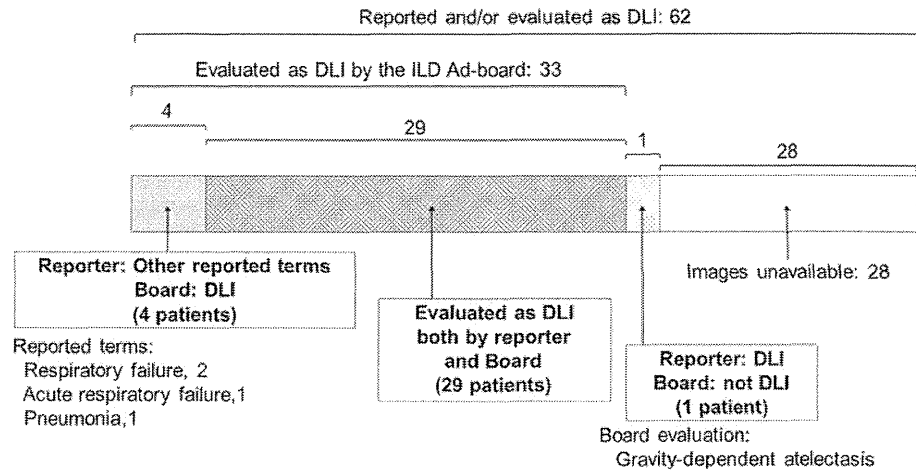 Reported and/or evaluated as DLI: 62
Evaluated as DLI by the ILD Ad-board: 33
4
29
1
28
Reporter: Other reported terms
Board: DLI
(4 patients)
Reported terms:
Respiratory failure, 2
Acute respiratory failure,1
Pneumonia,1
Evaluated as DLI
both by reporter
and Board
(29 patients)
Images unavailable: 28
Reporter: DLI
Board: not DLI
(1 patient)
Board evaluation:
Gravity-dependent atelectasis